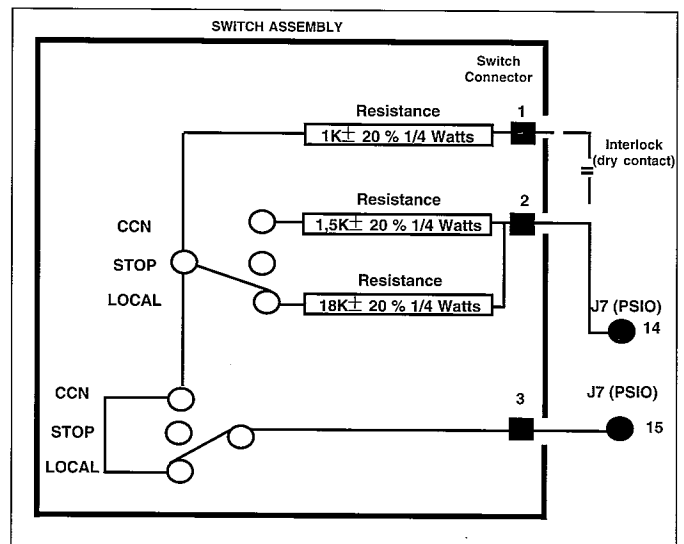 SWITCH ASSEMBLY
Switch
Connector
Resistance
1
1K± 20 % 1/4 Watts
Interlock
(dry contact)
Resistance
2
CCN
1,5K± 20 % 1/4 Watts
STOP
Resistance
LOCAL
18K± 20 % 1/4 Watts
J7 (PSIO)
14
CCN
3
J7 (PSIO)
STOP
15
LOCAL